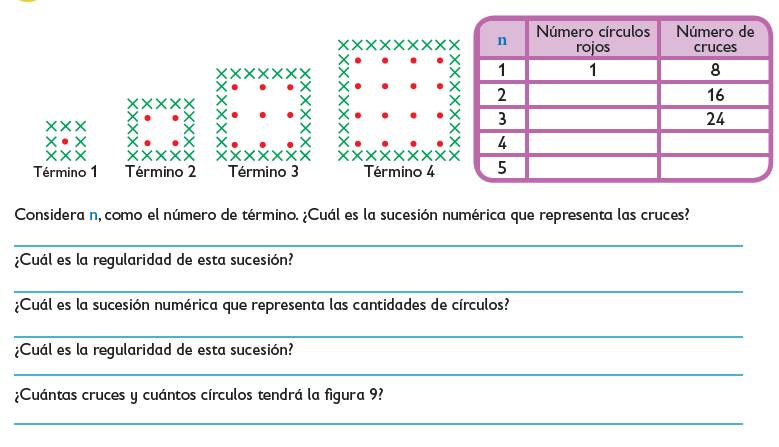 Término 1
Término 2
Término 3
Término 4
n
Número círculos
rojos
Número de
cruces
1 1 8
2 16
3 24
4
5
Considera n, como el número de término. ¿Cuál es la sucesión numérica que representa las cruces?
¿Cuál es la regularidad de esta sucesión?
¿Cuál es la sucesión numérica que representa las cantidades de círculos?
¿Cuál es la regularidad de esta sucesión?
¿Cuántas cruces y cuántos círculos tendrá la figura 9?